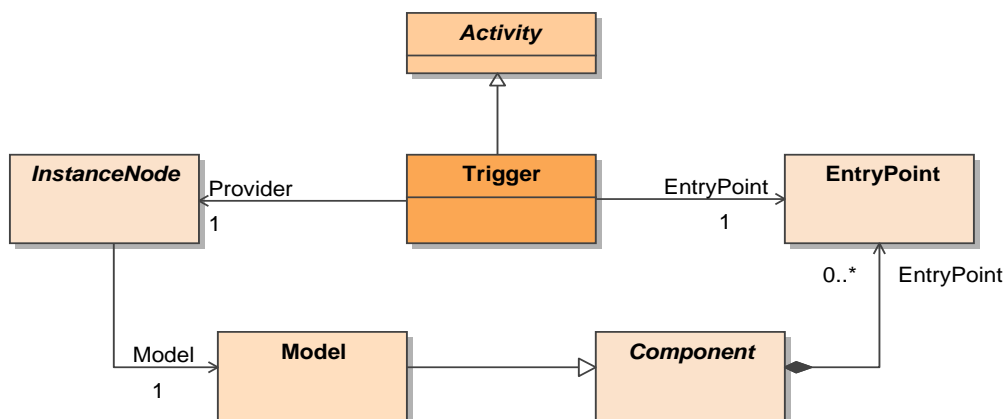 Activity
InstanceNode
Trigger
EntryPoint
Provider
EntryPoint
1
1
0..*
EntryPoint
Model
Model
Component
1